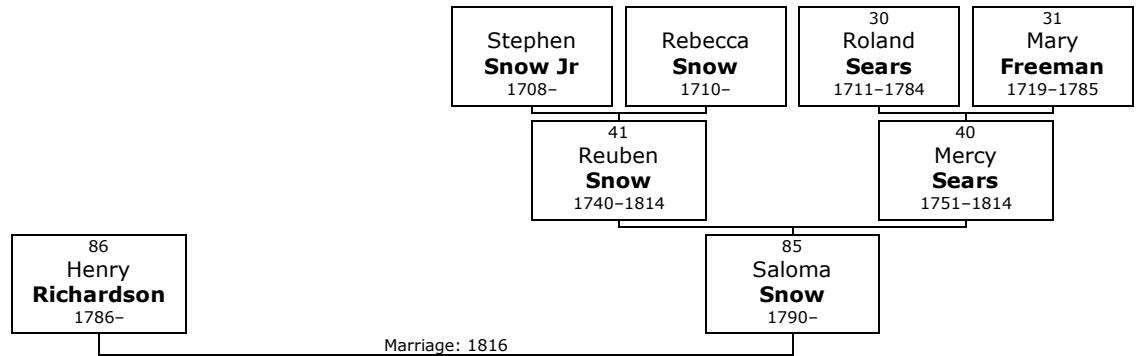 Stephen
Snow Jr
1708–
Rebecca
Snow
1710–
30
Roland
Sears
1711–1784
31
Mary
Freeman
1719–1785
41
Reuben
Snow
1740–1814
40
Mercy
Sears
1751–1814
86
Henry
Richardson
1786–
85
Saloma
Snow
1790–
Marriage: 1816